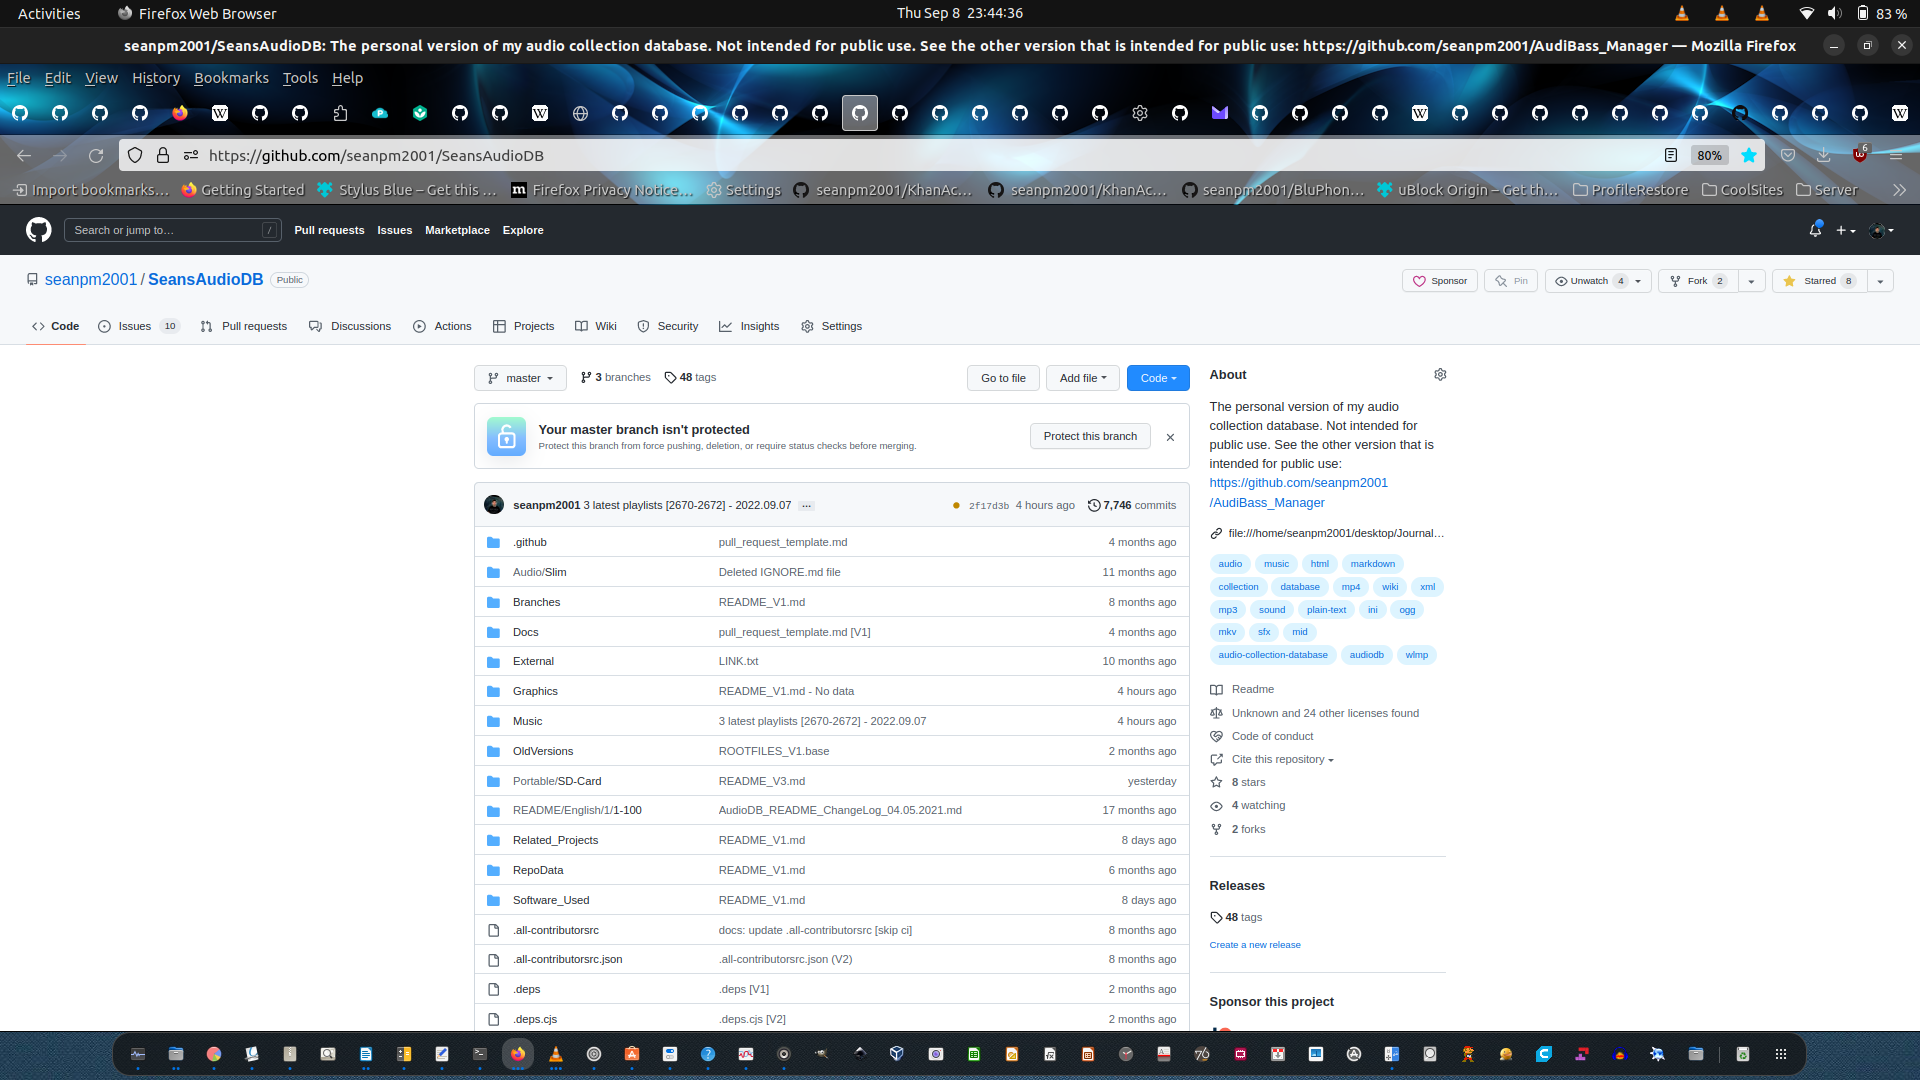 Activities Firefox Web Browser Thu Sep 8 23:44:36 83 %
seanpm2001/SeansAudioDB: The personal version of my audio collection database. Not intended for public use. See the other version that is intended for public use: https://github.com/seanpm2001/AudiBass_Manager — Mozilla Firefox
File Edit View History Bookmarks Tools Help
https://github.com/seanpm2001/SeansAudioDB 80% 6
Import bookmarks… Getting Started Stylus Blue – Get this … Firefox Privacy Notice… Settings seanpm2001/KhanAc… seanpm2001/KhanAc… seanpm2001/BluPhon… uBlock Origin – Get th… ProfileRestore CoolSites Server
Search or jump to… / Pull requests Issues Marketplace Explore
seanpm2001 / SeansAudioDB Public Sponsor Pin Unwatch 4 Fork 2 Starred 8
Code Issues 10 Pull requests Discussions Actions Projects Wiki Security Insights Settings
master 3 branches 48 tags Go to file Add file Code
Your master branch isn't protected
Protect this branch from force pushing, deletion, or require status checks before merging.
Protect this branch
seanpm2001 3 latest playlists [2670-2672] - 2022.09.07 … 2f17d3b 4 hours ago 7,746 commits
.github pull_request_template.md 4 months ago
Audio/Slim Deleted IGNORE.md file 11 months ago
Branches README_V1.md 8 months ago
Docs pull_request_template.md [V1] 4 months ago
External LINK.txt 10 months ago
Graphics README_V1.md - No data 4 hours ago
Music 3 latest playlists [2670-2672] - 2022.09.07 4 hours ago
OldVersions ROOTFILES_V1.base 2 months ago
Portable/SD-Card README_V3.md yesterday
README/English/1/1-100 AudioDB_README_ChangeLog_04.05.2021.md 17 months ago
Related_Projects README_V1.md 8 days ago
RepoData README_V1.md 6 months ago
Software_Used README_V1.md 8 days ago
.all-contributorsrc docs: update .all-contributorsrc [skip ci] 8 months ago
.all-contributorsrc.json .all-contributorsrc.json (V2) 8 months ago
.deps .deps [V1] 2 months ago
.deps.cjs .deps.cjs [V2] 2 months ago
About
The personal version of my audio
collection database. Not intended for
public use. See the other version that is
intended for public use:
https://github.com/seanpm2001
/AudiBass_Manager
file:///home/seanpm2001/desktop/Journal…
audio music html markdown
collection database mp4 wiki xml
mp3 sound plain-text ini ogg
mkv sfx mid
audio-collection-database audiodb wlmp
Readme
Unknown and 24 other licenses found
Code of conduct
Cite this repository
8 stars
4 watching
2 forks
Releases
48 tags
Create a new release
Sponsor this project